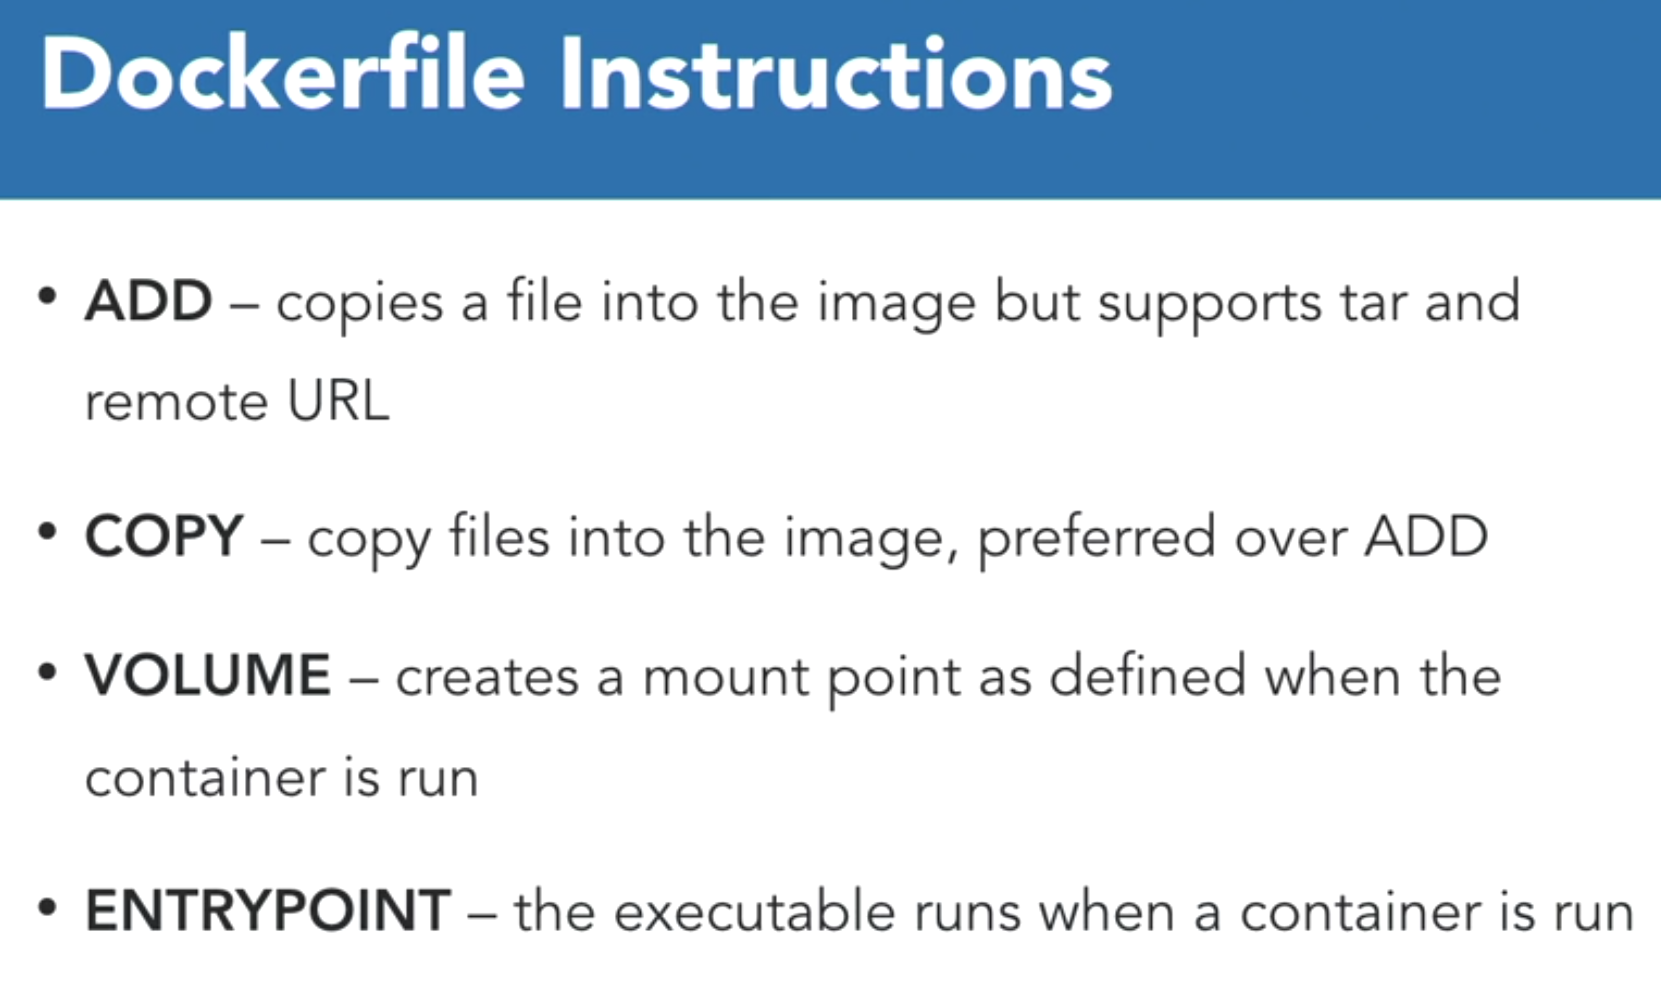 Dockerfile Instructions
• ADD – copies a file into the image but supports tar and
remote URL
• COPY – copy files into the image, preferred over ADD
• VOLUME – creates a mount point as defined when the
container is run
• ENTRYPOINT – the executable runs when a container is run